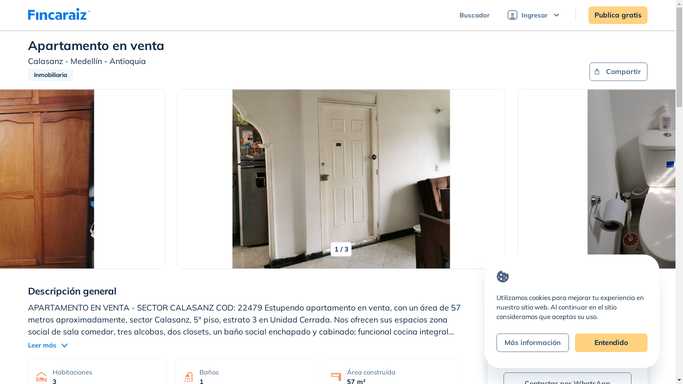 Fincaraiz
Buscador
Ingresar
Publica gratis
Apartamento en venta
Calasanz - Medellín - Antioquia
Inmobiliaria
Compartir
1 / 3
Descripción general
APARTAMENTO EN VENTA - SECTOR CALASANZ COD: 22479 Estupendo apartamento en venta, con un área de 57
metros aproximadamente, sector Calasanz, 5° piso, estrato 3 en Unidad Cerrada. Nos ofrecen sus espacios zona
social de sala comedor, tres alcobas, dos closets, un baño social enchapado y cabinado; funcional cocina integral...
Leer más
Habitaciones
3
Baños
1
Área construida
57 m²
Utilizamos cookies para mejorar tu experiencia en
nuestro sitio web. Al continuar en el sitio
consideramos que aceptas su uso.
Más información
Entendido
Contactar por WhatsApp